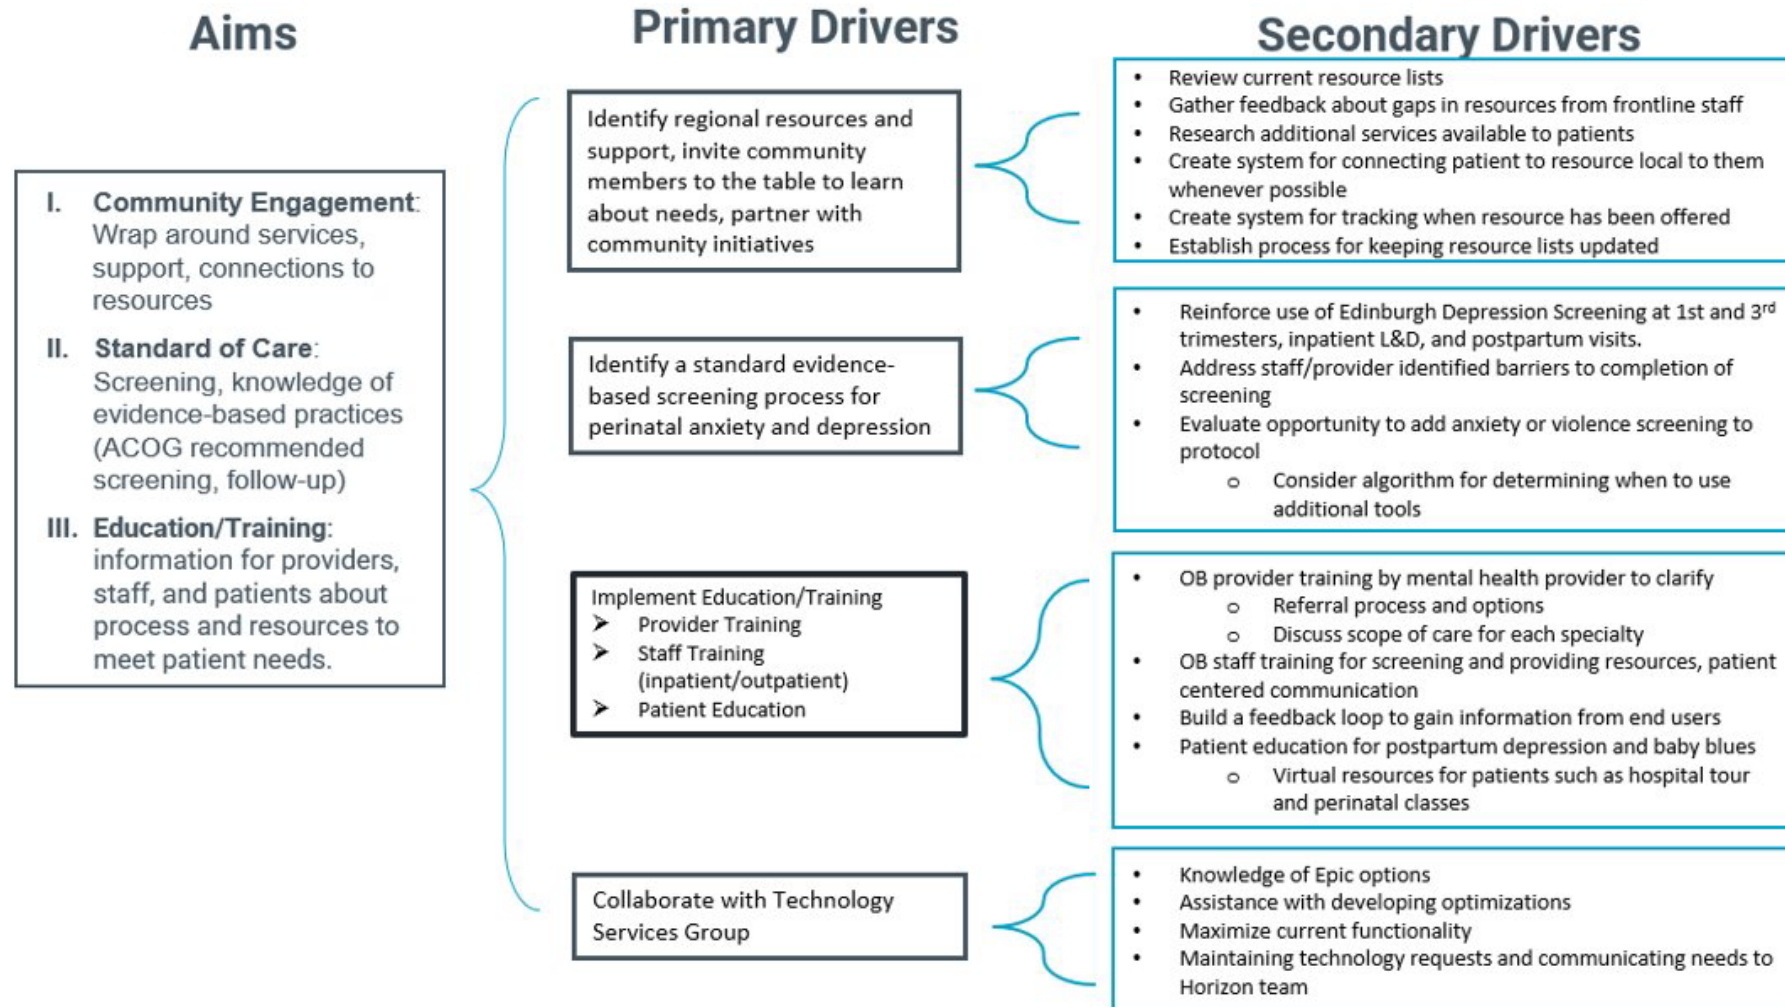 Aims
Primary Drivers
Secondary Drivers
I. Community Engagement:
Wrap around services,
support, connections to
resources
II. Standard of Care:
Screening, knowledge of
evidence-based practices
(ACOG recommended
screening, follow-up)
III. Education/Training:
information for providers,
staff, and patients about
process and resources to
meet patient needs.
Identify regional resources and
support, invite community
members to the table to learn
about needs, partner with
community initiatives
• Review current resource lists
• Gather feedback about gaps in resources from frontline staff
• Research additional services available to patients
• Create system for connecting patient to resource local to them
whenever possible
• Create system for tracking when resource has been offered
• Establish process for keeping resource lists updated
Identify a standard evidence-
based screening process for
perinatal anxiety and depression
• Reinforce use of Edinburgh Depression Screening at 1st and 3rd
trimesters, inpatient L&D, and postpartum visits.
• Address staff/provider identified barriers to completion of
screening
• Evaluate opportunity to add anxiety or violence screening to
protocol
o Consider algorithm for determining when to use
additional tools
Implement Education/Training
➢ Provider Training
➢ Staff Training
(inpatient/outpatient)
➢ Patient Education
• OB provider training by mental health provider to clarify
o Referral process and options
o Discuss scope of care for each specialty
• OB staff training for screening and providing resources, patient
centered communication
• Build a feedback loop to gain information from end users
• Patient education for postpartum depression and baby blues
o Virtual resources for patients such as hospital tour
and perinatal classes
Collaborate with Technology
Services Group
• Knowledge of Epic options
• Assistance with developing optimizations
• Maximize current functionality
• Maintaining technology requests and communicating needs to
Horizon team